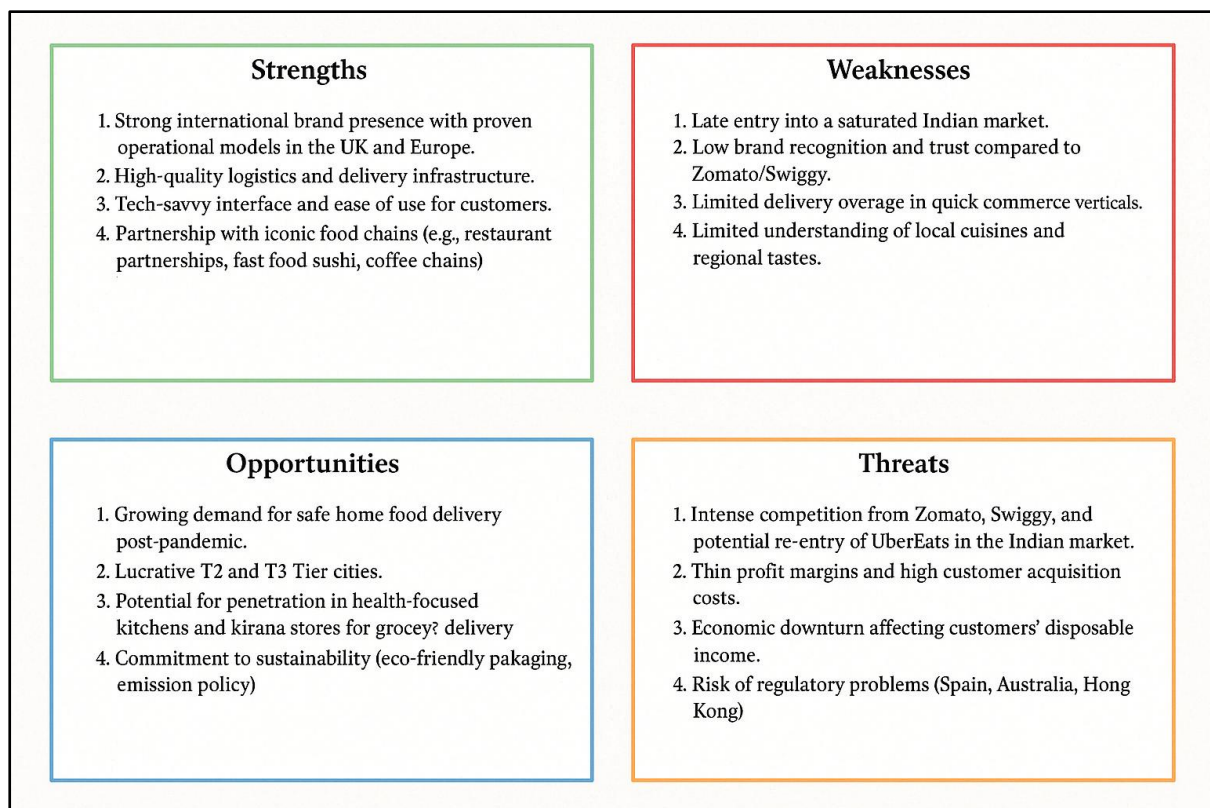 Strengths
1. Strong international brand presence with proven
operational models in the UK and Europe.
2. High-quality logistics and delivery infrastructure.
3. Tech-savvy interface and ease of use for customers.
4. Partnership with iconic food chains (e.g., restaurant
partnerships, fast food sushi, coffee chains)
Weaknesses
1. Late entry into a saturated Indian market.
2. Low brand recognition and trust compared to
Zomato/Swiggy.
3. Limited delivery overage in quick commerce verticals.
4. Limited understanding of local cuisines and
regional tastes.
Opportunities
1. Growing demand for safe home food delivery
post-pandemic.
2. Lucrative T2 and T3 Tier cities.
3. Potential for penetration in health-focused
kitchens and kirana stores for grocey? delivery
4. Commitment to sustainability (eco-friendly pakaging,
emission policy)
Threats
1. Intense competition from Zomato, Swiggy, and
potential re-entry of UberEats in the Indian market.
2. Thin profit margins and high customer acquisition
costs.
3. Economic downturn affecting customers’ disposable
income.
4. Risk of regulatory problems (Spain, Australia, Hong
Kong)